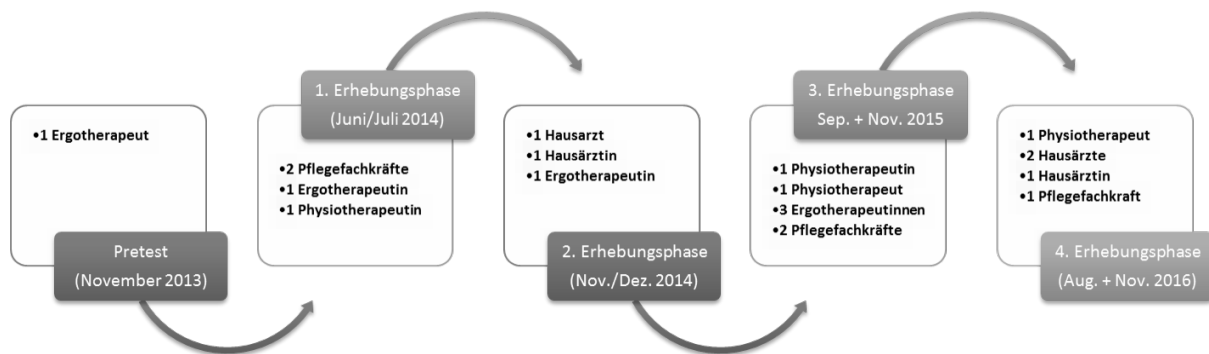 •1 Ergotherapeut
Pretest
(November 2013)
1. Erhebungsphase
(Juni/Juli 2014)
•2 Pflegefachkräfte
•1 Ergotherapeutin
•1 Physiotherapeutin
•1 Hausarzt
•1 Hausärztin
•1 Ergotherapeutin
2. Erhebungsphase
(Nov./Dez. 2014)
3. Erhebungsphase
Sep. + Nov. 2015
•1 Physiotherapeutin
•1 Physiotherapeut
•3 Ergotherapeutinnen
•2 Pflegefachkräfte
•1 Physiotherapeut
•2 Hausärzte
•1 Hausärztin
•1 Pflegefachkraft
4. Erhebungsphase
(Aug. + Nov. 2016)